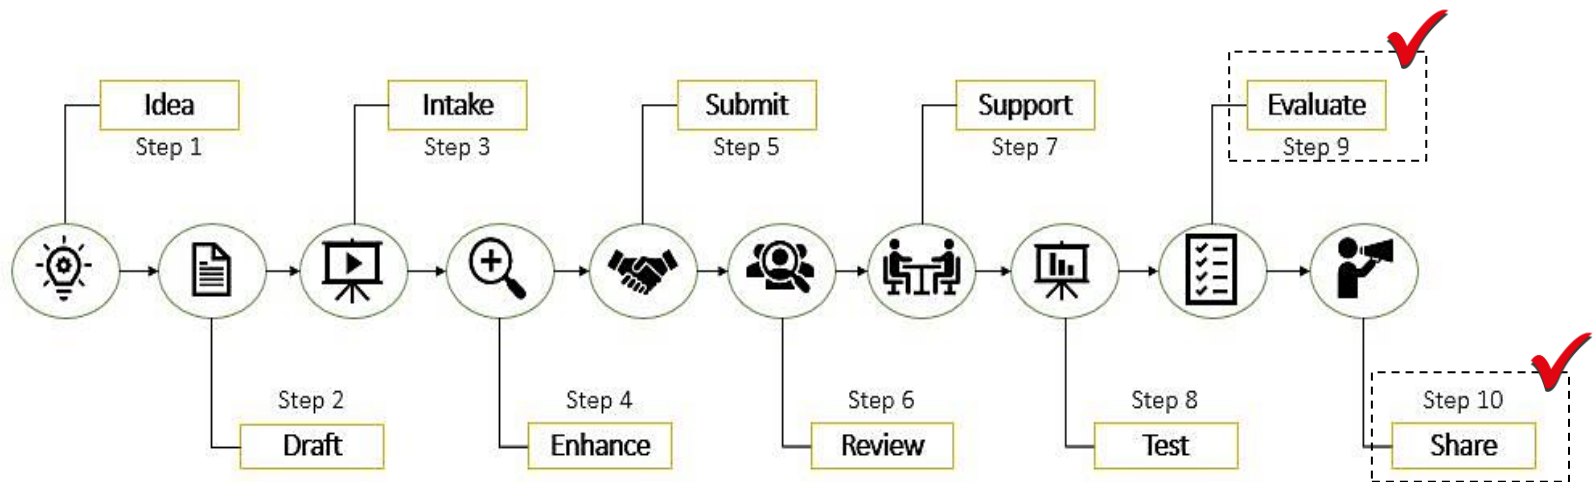 Idea
Step 1
Step 2
Draft
Intake
Step 3
Step 4
Enhance
Submit
Step 5
Step 6
Review
Support
Step 7
Step 8
Test
Evaluate
Step 9
Step 10
Share